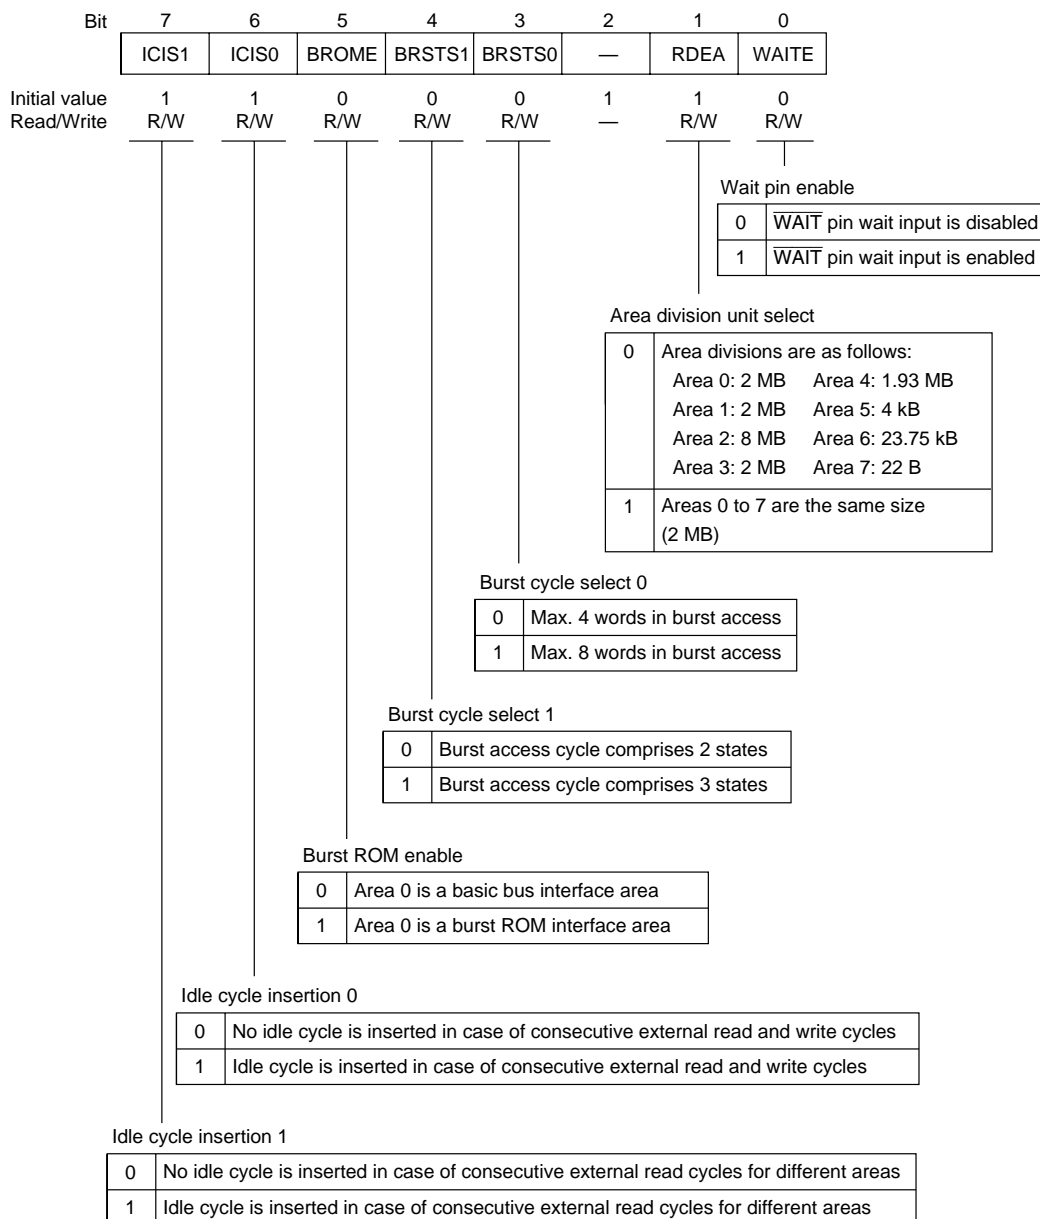 Bit 7 6 5 4 3 2 1 0
ICIS1 ICIS0 BROME BRSTS1 BRSTS0 — RDEA WAITE
Initial value 1 1 0 0 0 1 1 0
Read/Write R/W R/W R/W R/W R/W — R/W R/W
Wait pin enable
0 WAIT pin wait input is disabled
1 WAIT pin wait input is enabled
Area division unit select
0 Area divisions are as follows:
Area 0: 2 MB Area 4: 1.93 MB
Area 1: 2 MB Area 5: 4 kB
Area 2: 8 MB Area 6: 23.75 kB
Area 3: 2 MB Area 7: 22 B
1 Areas 0 to 7 are the same size
(2 MB)
Burst cycle select 0
0 Max. 4 words in burst access
1 Max. 8 words in burst access
Burst cycle select 1
0 Burst access cycle comprises 2 states
1 Burst access cycle comprises 3 states
Burst ROM enable
0 Area 0 is a basic bus interface area
1 Area 0 is a burst ROM interface area
Idle cycle insertion 0
0 No idle cycle is inserted in case of consecutive external read and write cycles
1 Idle cycle is inserted in case of consecutive external read and write cycles
Idle cycle insertion 1
0 No idle cycle is inserted in case of consecutive external read cycles for different areas
1 Idle cycle is inserted in case of consecutive external read cycles for different areas